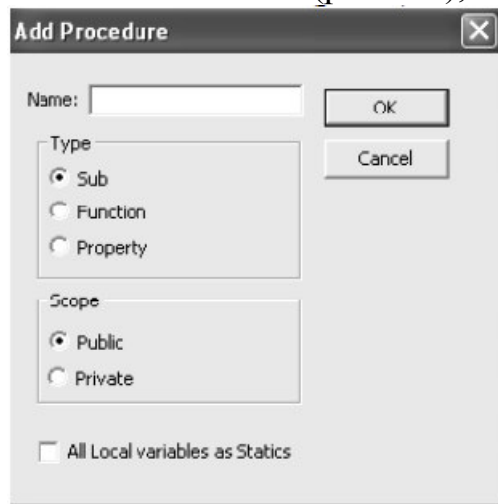 Add Procedure
Name:
OK
Type
Cancel
Sub
Function
Property
Scope
Public
Private
All Local variables as Statics